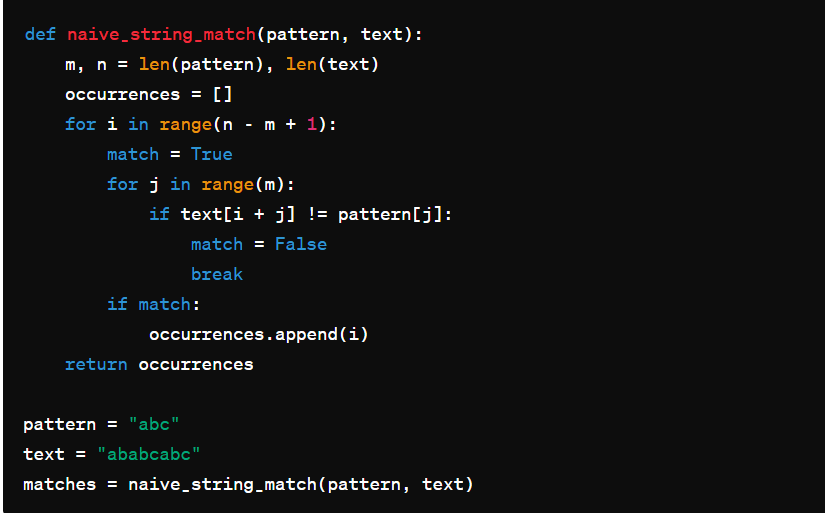 def naive_string_match(pattern, text):
    m, n = len(pattern), len(text)
    occurrences = []
    for i in range(n - m + 1):
        match = True
        for j in range(m):
            if text[i + j] != pattern[j]:
                match = False
                break
        if match:
            occurrences.append(i)
    return occurrences

pattern = "abc"
text = "ababcabc"
matches = naive_string_match(pattern, text)